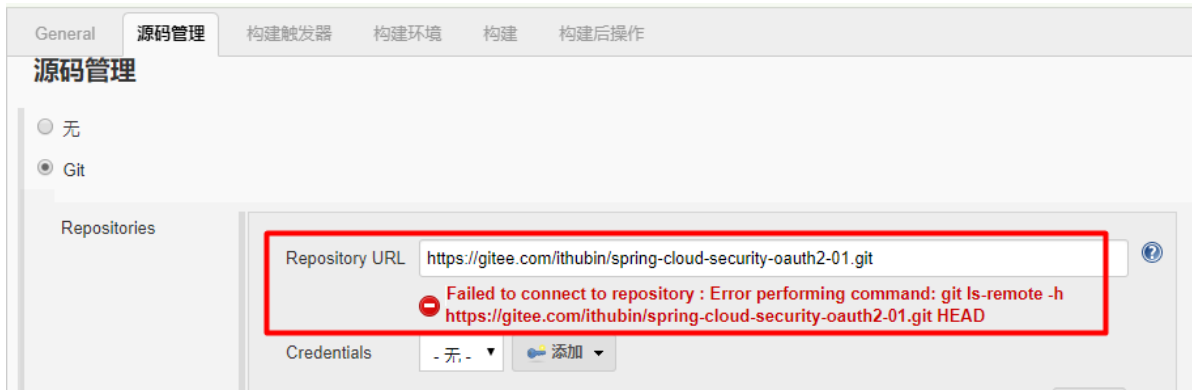 General 源码管理 构建触发器 构建环境 构建 构建后操作
源码管理
无
Git
Repositories
Repository URL https://gitee.com/ithubin/spring-cloud-security-oauth2-01.git
Failed to connect to repository : Error performing command: git ls-remote -h
https://gitee.com/ithubin/spring-cloud-security-oauth2-01.git HEAD
Credentials - 无 - 添加